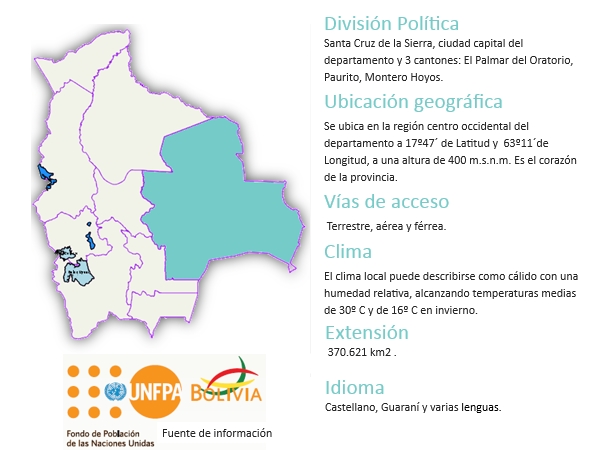 División Política
Santa Cruz de la Sierra, ciudad capital del
departamento y 3 cantones: El Palmar del Oratorio,
Paurito, Montero Hoyos.
Ubicación geográfica
Se ubica en la región centro occidental del
departamento a 17º47´ de Latitud y 63º11´de
Longitud, a una altura de 400 m.s.n.m. Es el corazón
de la provincia.
Vías de acceso
Terrestre, aérea y férrea.
Clima
El clima local puede describirse como cálido con una
humedad relativa, alcanzando temperaturas medias
de 30º C y de 16º C en invierno.
Extensión
370.621 km2 .
Idioma
Castellano, Guaraní y varias lenguas.
UNFPA
BOLIVIA
Fondo de Población
de las Naciones Unidas
Fuente de información